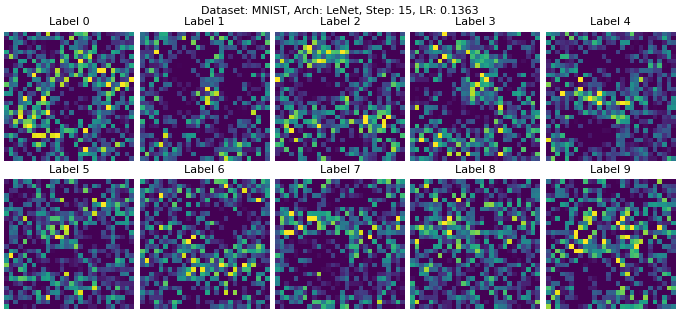 Dataset: MNIST, Arch: LeNet, Step: 15, LR: 0.1363
Label 0 Label 1 Label 2 Label 3 Label 4
Label 5 Label 6 Label 7 Label 8 Label 9